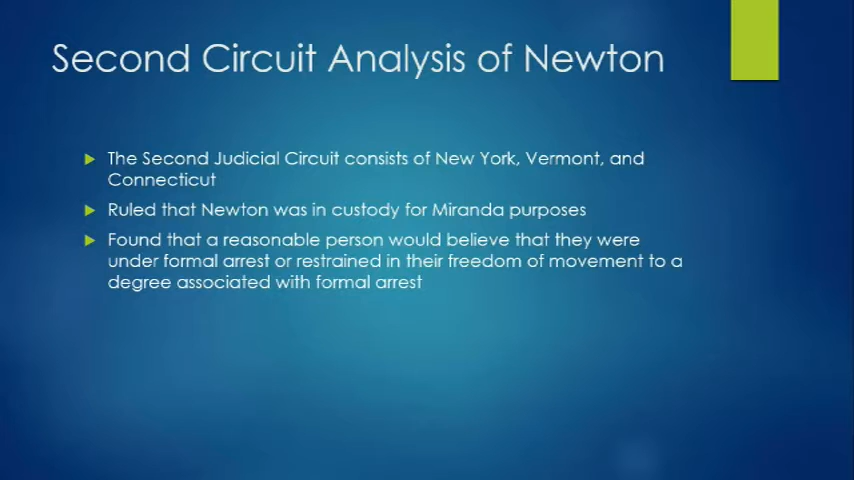 Second Circuit Analysis of Newton
The Second Judicial Circuit consists of New York, Vermont, and
Connecticut
Ruled that Newton was in custody for Miranda purposes
Found that a reasonable person would believe that they were
under formal arrest or restrained in their freedom of movement to a
degree associated with formal arrest